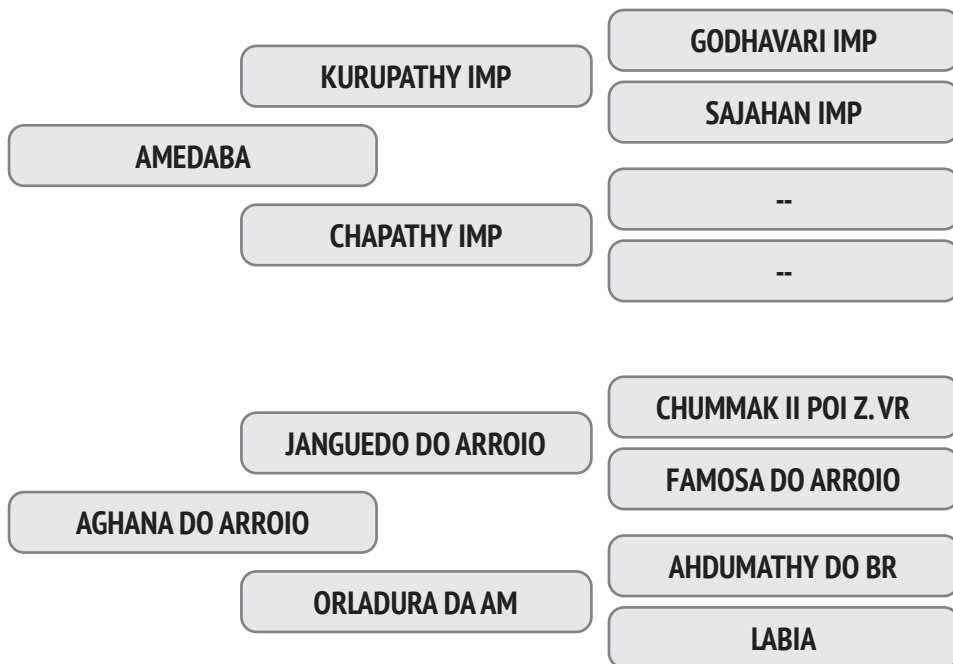 GODHAVARI IMP
KURUPATHY IMP
SAJAHAN IMP
AMEDABA
--
CHAPATHY IMP
--
CHUMMAK II POI Z. VR
JANGUEDO DO ARROIO
FAMOSA DO ARROIO
AGHANA DO ARROIO
AHDUMATHY DO BR
ORLADURA DA AM
LABIA